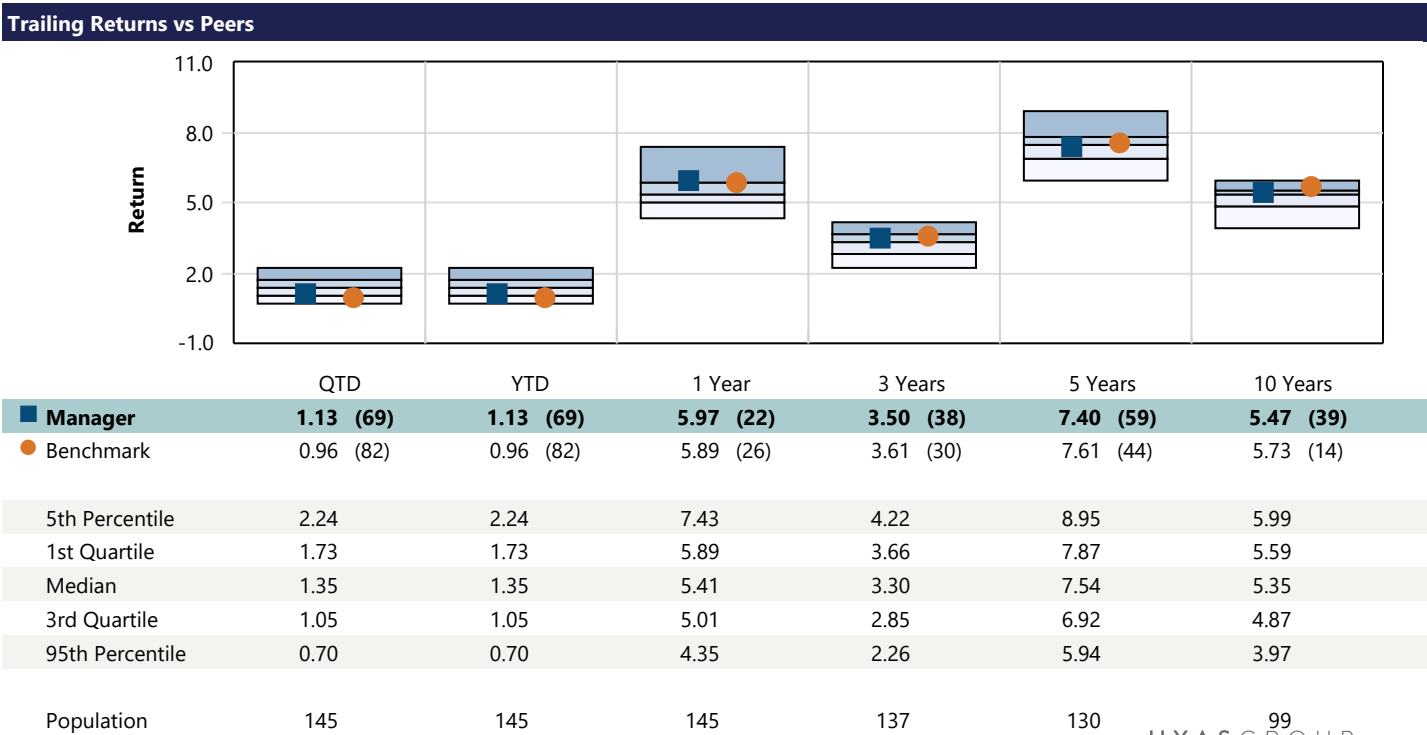 Trailing Returns vs Peers
11.0
8.0
5.0
2.0
-1.0
Return
QTD YTD 1 Year 3 Years 5 Years 10 Years
Manager 1.13 (69) 1.13 (69) 5.97 (22) 3.50 (38) 7.40 (59) 5.47 (39)
Benchmark 0.96 (82) 0.96 (82) 5.89 (26) 3.61 (30) 7.61 (44) 5.73 (14)
5th Percentile 2.24 2.24 7.43 4.22 8.95 5.99
1st Quartile 1.73 1.73 5.89 3.66 7.87 5.59
Median 1.35 1.35 5.41 3.30 7.54 5.35
3rd Quartile 1.05 1.05 5.01 2.85 6.92 4.87
95th Percentile 0.70 0.70 4.35 2.26 5.94 3.97
Population 145 145 145 137 130 99